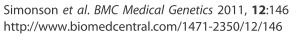 Simonson et al. BMC Medical Genetics 2011, 12:146
http://www.biomedcentral.com/1471-2350/12/146